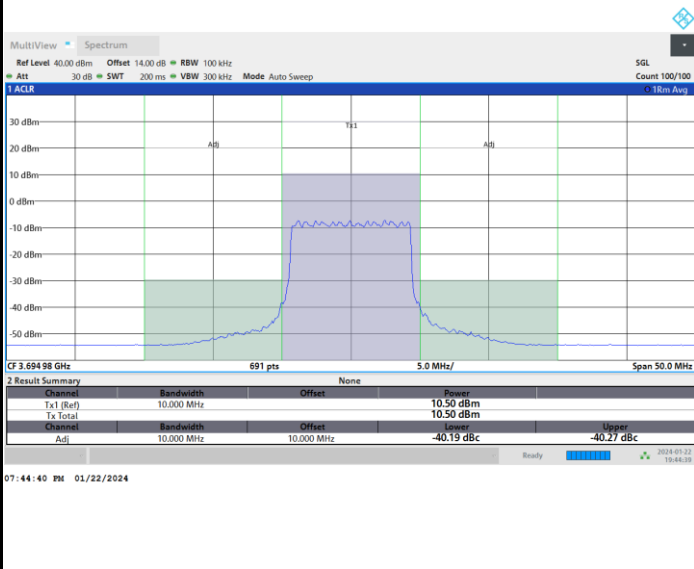 MultiView Spectrum
Ref Level 40.00 dBm Offset 14.00 dB RBW 100 kHz SGL
Att 30 dB SWT 200 ms VBW 300 kHz Mode Auto Sweep Count 100/100
1 ACLR 1Rm Avg
Tx1
30 dBm
Adj Adj
20 dBm
10 dBm
0 dBm
-10 dBm
-20 dBm
-30 dBm
-40 dBm
-50 dBm
CF 3.694 98 GHz 691 pts 5.0 MHz/ Span 50.0 MHz
2 Result Summary None
Channel Bandwidth Offset Power
Tx1 (Ref) 10.000 MHz 10.50 dBm
Tx Total 10.50 dBm
Channel Bandwidth Offset Lower Upper
Adj 10.000 MHz 10.000 MHz -40.19 dBc -40.27 dBc
Ready 2024-01-22
19:44:39
07:44:40 PM 01/22/2024